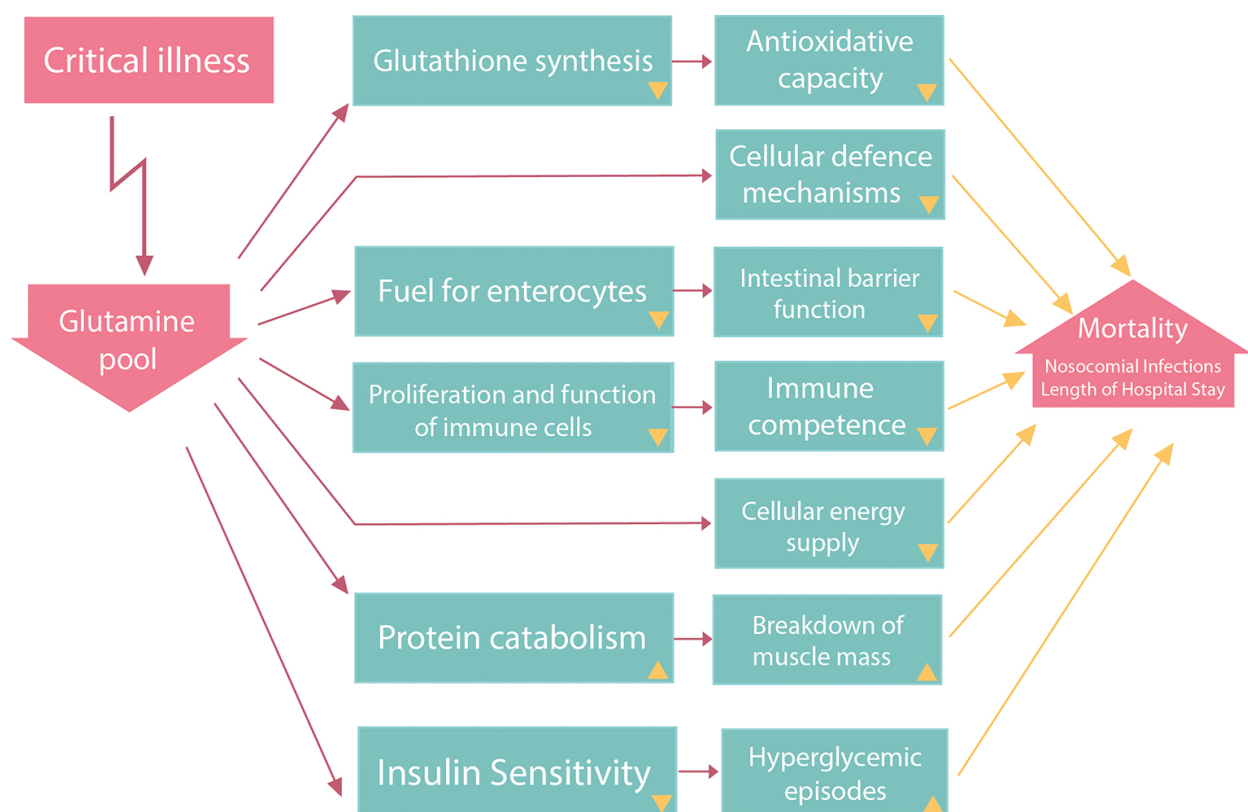 Critical illness
Glutathione synthesis
Antioxidative
capacity
Cellular defence
mechanisms
Glutamine
pool
Fuel for enterocytes
Intestinal barrier
function
Mortality
Nosocomial Infections
Length of Hospital Stay
Proliferation and function
of immune cells
Immune
competence
Cellular energy
supply
Protein catabolism
Breakdown of
muscle mass
Insulin Sensitivity
Hyperglycemic
episodes